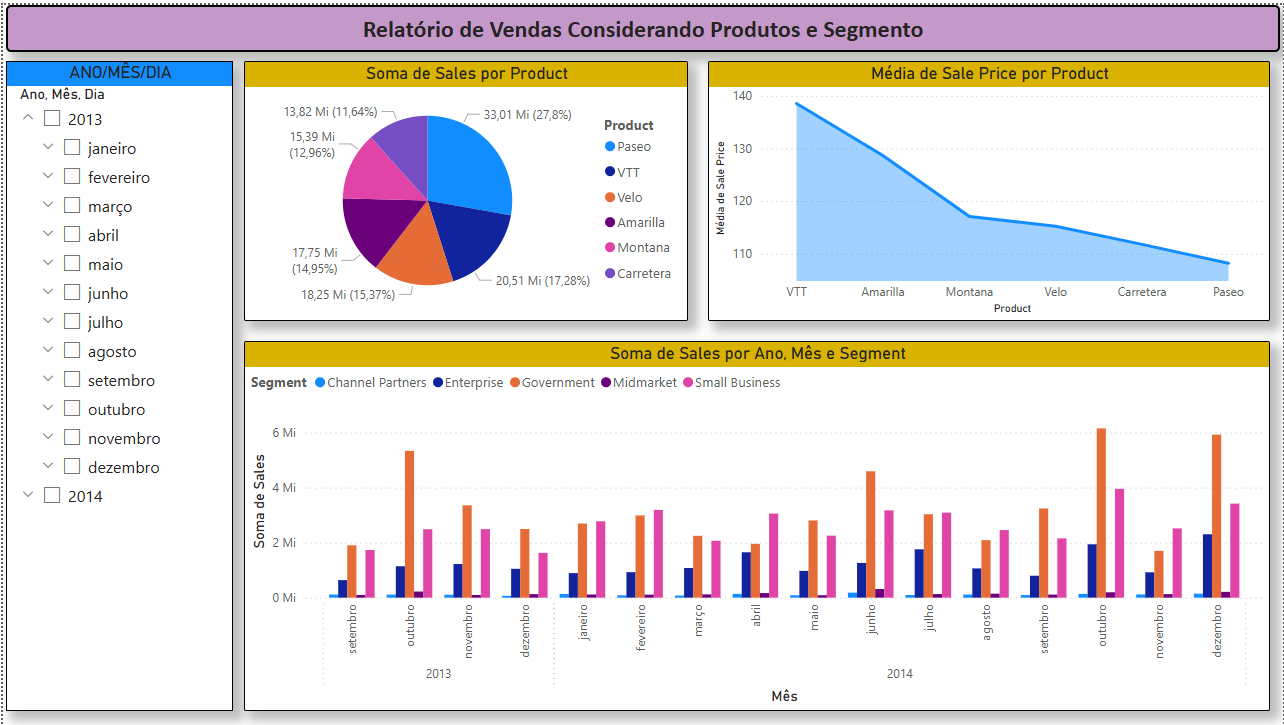 Relatório de Vendas Considerando Produtos e Segmento
ANO/MÊS/DIA
Ano, Mês, Dia
2013
janeiro
fevereiro
março
abril
maio
junho
julho
agosto
setembro
outubro
novembro
dezembro
2014
Soma de Sales por Product
13,82 Mi (11,64%)
33,01 Mi (27,8%)
15,39 Mi
(12,96%)
17,75 Mi
(14,95%)
18,25 Mi (15,37%)
20,51 Mi (17,28%)
Product
Paseo
VTT
Velo
Amarilla
Montana
Carretera
Média de Sale Price por Product
Média de Sale Price
140
130
120
110
VTT Amarilla Montana Velo Carretera Paseo
Product
Soma de Sales por Ano, Mês e Segment
Segment Channel Partners Enterprise Government Midmarket Small Business
Soma de Sales
6 Mi
4 Mi
2 Mi
0 Mi
setembro outubro novembro dezembro janeiro fevereiro março abril maio junho julho agosto setembro outubro novembro dezembro
2013 2014
Mês